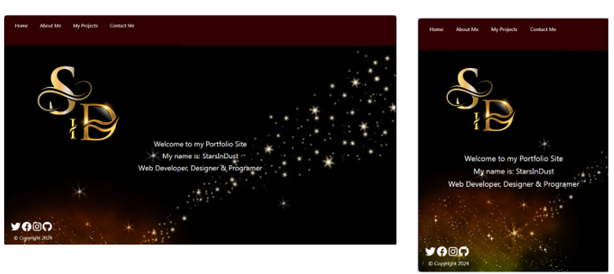 Home About Me My Projects Contact Me
SiD
Welcome to my Portfolio Site
My name is: StarsInDust
Web Developer, Designer & Programer
© Copyright 2024
Home About Me My Projects Contact Me
SiD
Welcome to my Portfolio Site
My name is: StarsInDust
Web Developer, Designer & Programer
© Copyright 2024